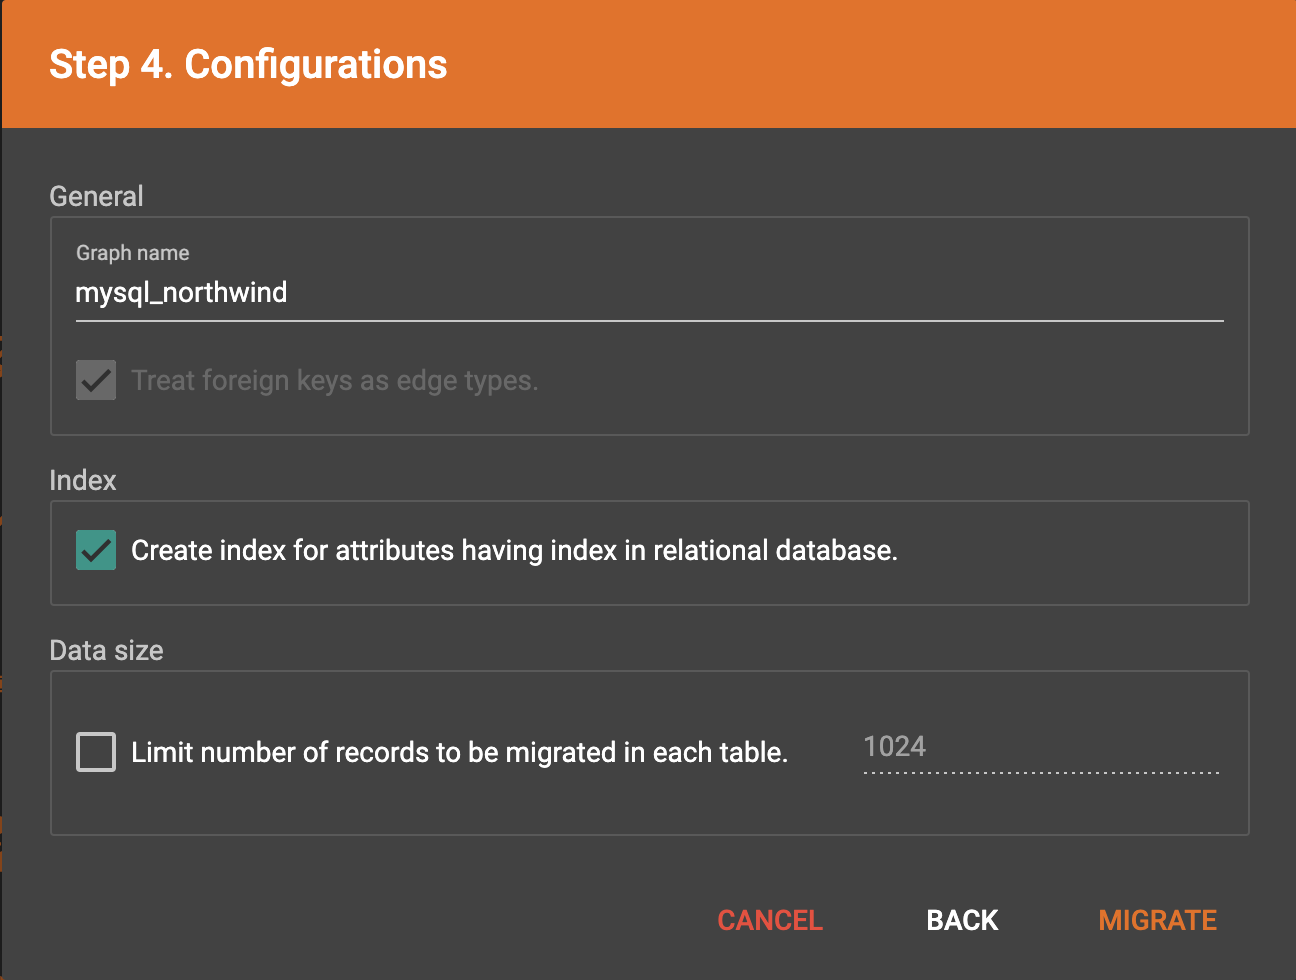 Step 4. Configurations
General
Graph name
mysql_northwind
Treat foreign keys as edge types.
Index
Create index for attributes having index in relational database.
Data size
Limit number of records to be migrated in each table.
1024
CANCEL
BACK
MIGRATE